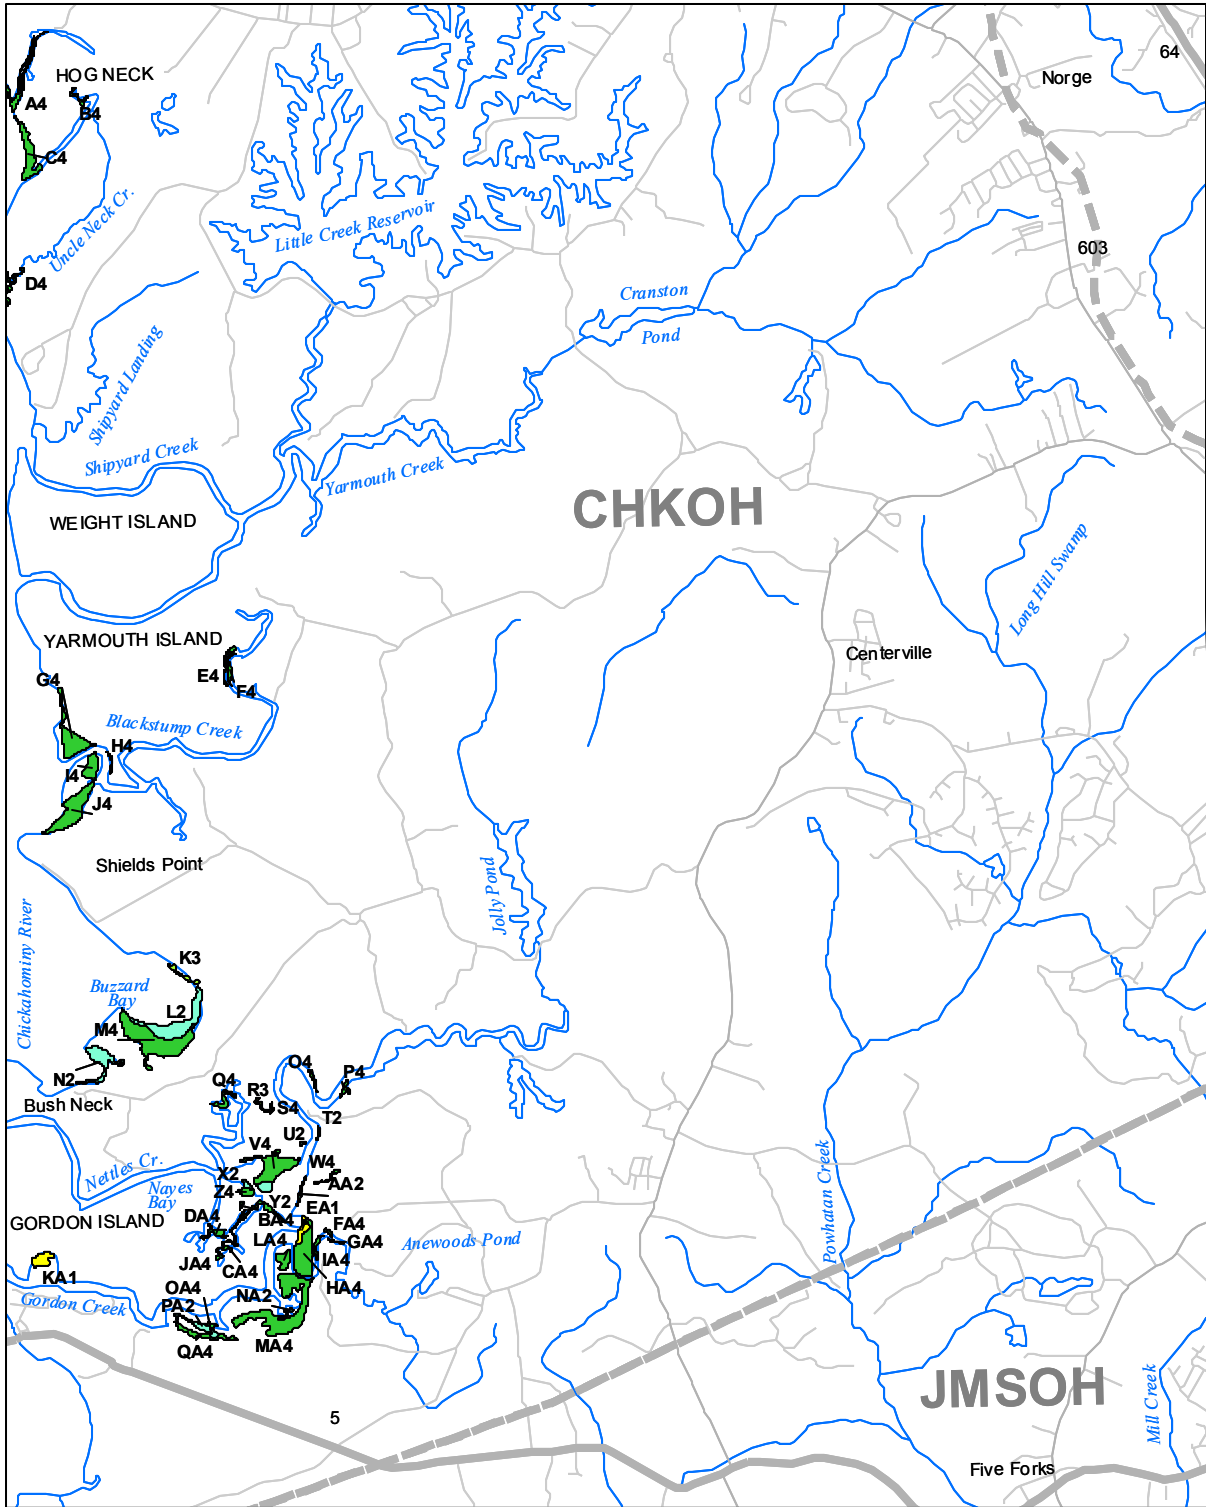 64
Norge
HOG NECK
A4
B4
C4
Uncle Neck Cr.
Little Creek Reservoir
603
D4
Cranston
Pond
Shipyard Landing
Shipyard Creek
Yarmouth Creek
CHKOH
WEIGHT ISLAND
Long Hill Swamp
YARMOUTH ISLAND
Centerville
E4
G4
F4
Blackstump Creek
H4
I4
J4
Shields Point
Jolly Pond
Chickahominy River
K3
Buzzard
Bay
L2
M4
O4
P4
N2
Q4
R3
Bush Neck
S4
T2
U2
V4
W4
Nettles Cr.
X2
AA2
Nayes
Bay
Z4
Y2
EA1
Powhatan Creek
GORDON ISLAND
DA4
BA4
FA4
LA4
GA4
Anewoods Pond
JA4
CA4
IA4
KA1
OA4
HA4
Gordon Creek
PA2
NA2
QA4
MA4
JMSOH
5
Mill Creek
Five Forks